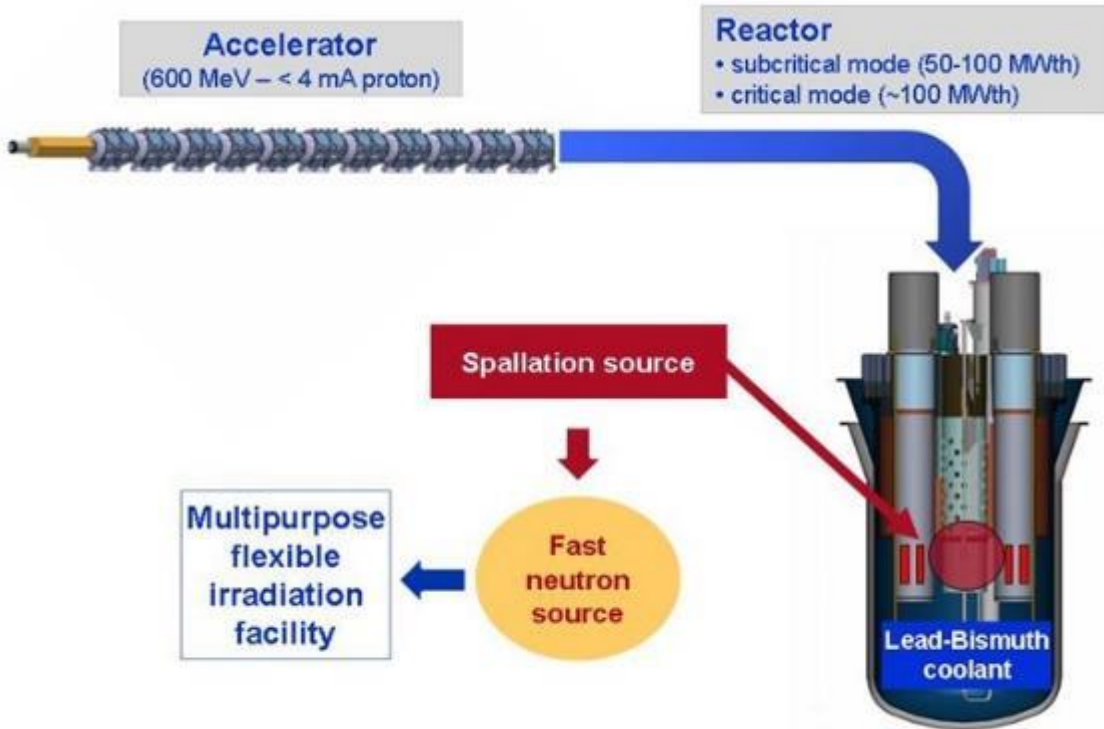 Accelerator
(600 MeV – < 4 mA proton)
Reactor
• subcritical mode (50-100 MWth)
• critical mode (~100 MWth)
Spallation source
Multipurpose
flexible
irradiation
facility
Fast
neutron
source
Lead-Bismuth
coolant